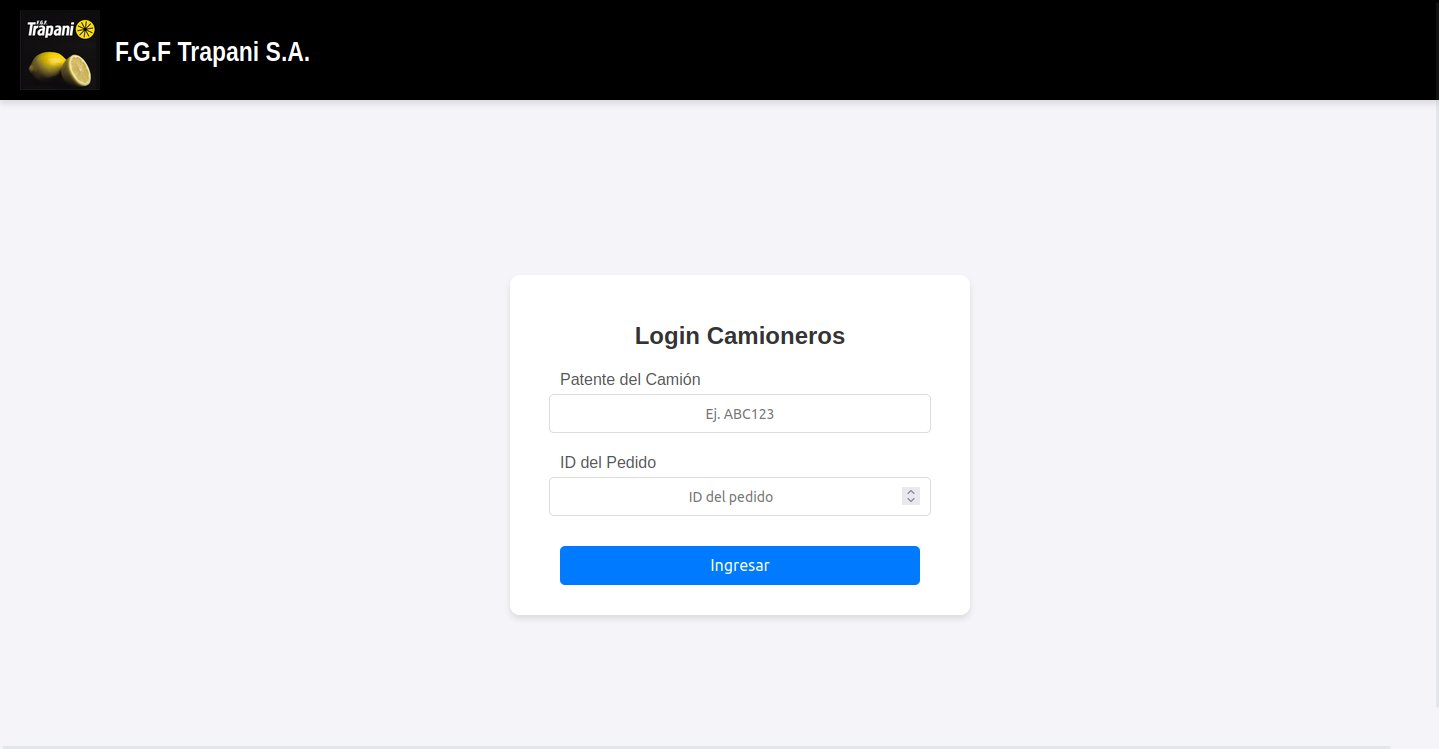 F.G.F
Trapani
F.G.F Trapani S.A.
Login Camioneros
Patente del Camión
Ej. ABC123
ID del Pedido
ID del pedido
Ingresar